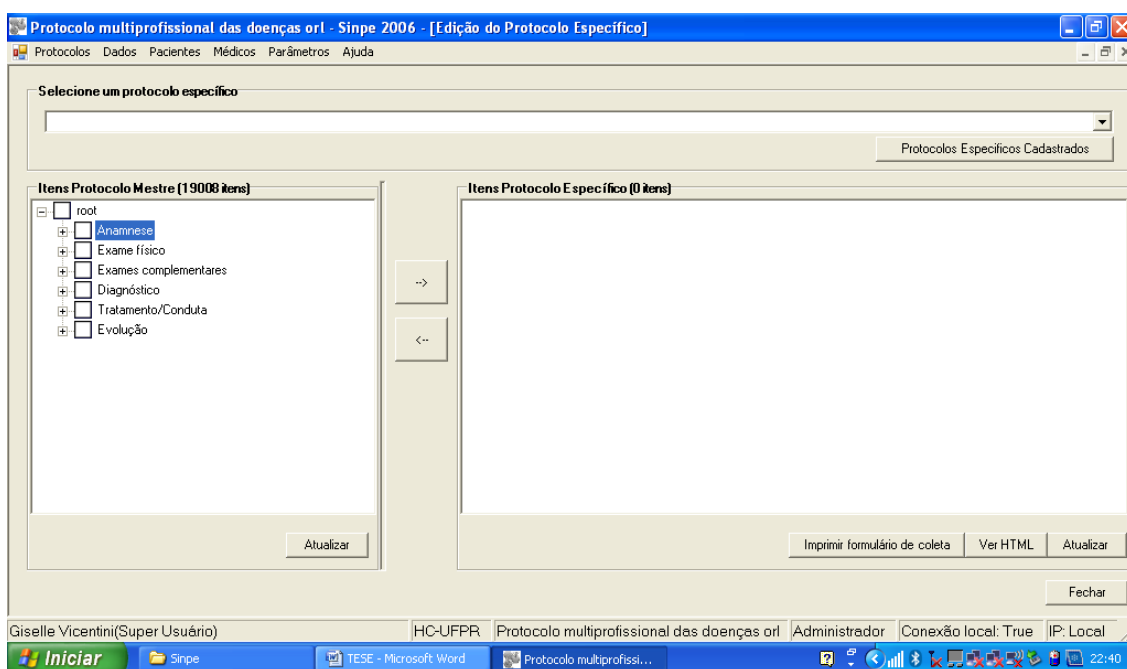 Protocolo multiprofissional das doenças orl - Sinpe 2006 - [Edição do Protocolo Específico]
Protocolos Dados Pacientes Médicos Parâmetros Ajuda
Selecione um protocolo específico
Protocolos Especificos Cadastrados
Itens Protocolo Mestre (19008 itens)
Itens Protocolo Específico (0 itens)
root
Anamnese
Exame físico
Exames complementares
Diagnóstico
Tratamento/Conduta
Evolução
-->
<--
Atualizar
Imprimir formulário de coleta Ver HTML Atualizar
Fechar
Giselle Vicentini(Super Usuário) HC-UFPR Protocolo multiprofissional das doenças orl Administrador Conexão local: True IP: Local
Iniciar Sinpe TESE - Microsoft Word Protocolo multiprofissi... 22:40